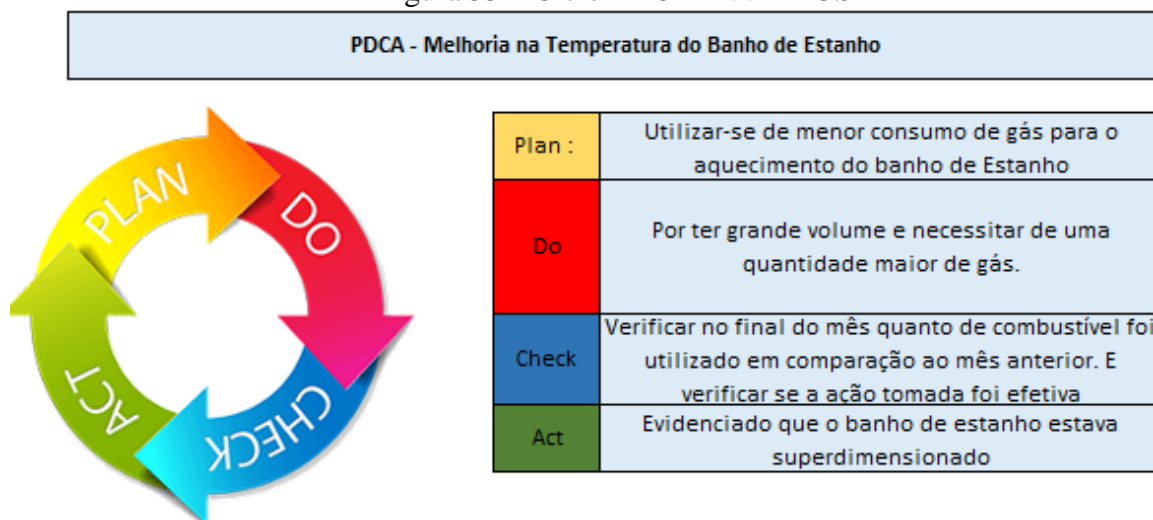 PDCA - Melhoria na Temperatura do Banho de Estanho
PLAN
DO
CHECK
ACT
Plan :
Utilizar-se de menor consumo de gás para o
aquecimento do banho de Estanho
Do
Por ter grande volume e necessitar de uma
quantidade maior de gás.
Check
Verificar no final do mês quanto de combustível foi
utilizado em comparação ao mês anterior. E
verificar se a ação tomada foi efetiva
Act
Evidenciado que o banho de estanho estava
superdimensionado